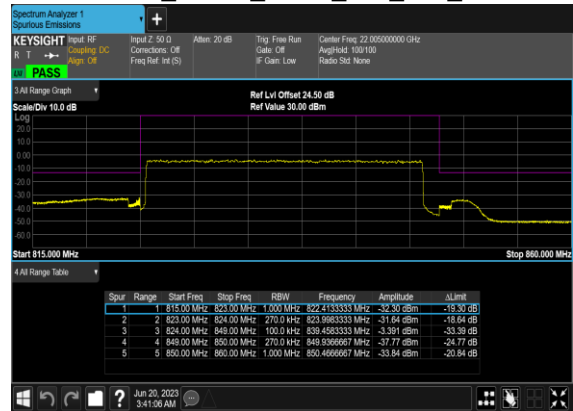 Spectrum Analyzer 1
Spurious Emissions
KEYSIGHT Input: RF Input Z: 50 Ω Atten: 20 dB Trig: Free Run Center Freq: 22.005000000 GHz
R T Coupling: DC Corrections: Off Gate: Off Avg|Hold: 100/100
Align: Off Freq Ref: Int (S) IF Gain: Low Radio Std: None
PASS
3 All Range Graph
Ref Lvl Offset 24.50 dB
Scale/Div 10.0 dB Ref Value 30.00 dBm
Log
20.0
10.0
0.00
-10.0
-20.0
-30.0
-40.0
-50.0
-60.0
Start 815.000 MHz Stop 860.000 MHz
4 All Range Table
Spur Range Start Freq Stop Freq RBW Frequency Amplitude ΔLimit
1 1 815.00 MHz 823.00 MHz 1.000 MHz 822.4133333 MHz -32.30 dBm -19.30 dB
2 2 823.00 MHz 824.00 MHz 270.0 kHz 823.9983333 MHz -31.64 dBm -18.64 dB
3 3 824.00 MHz 849.00 MHz 100.0 kHz 839.4583333 MHz -3.391 dBm -33.39 dB
4 4 849.00 MHz 850.00 MHz 270.0 kHz 849.9366667 MHz -37.77 dBm -24.77 dB
5 5 850.00 MHz 860.00 MHz 1.000 MHz 850.4666667 MHz -33.84 dBm -20.84 dB
Jun 20, 2023
3:41:06 AM